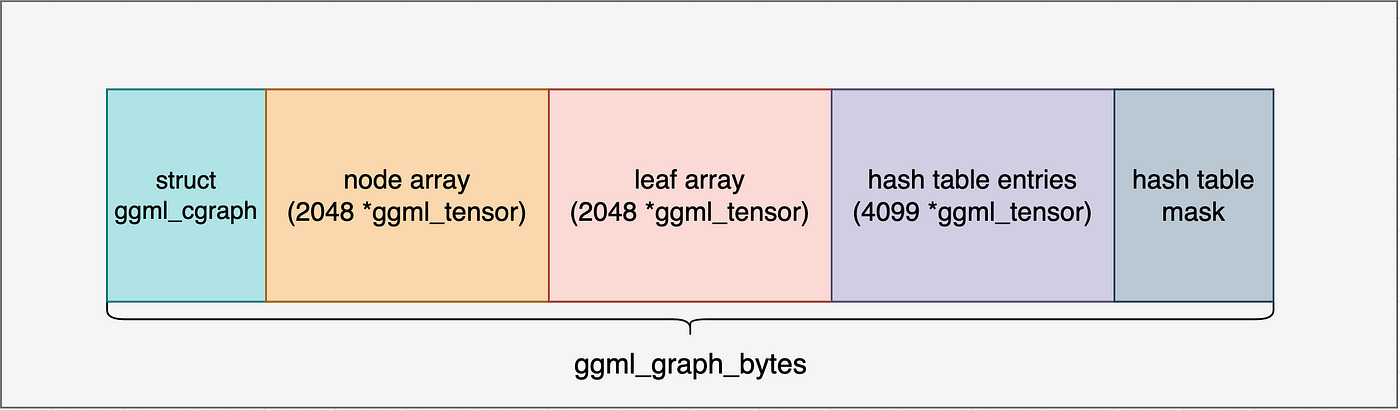 struct
ggml_cgraph
node array
(2048 *ggml_tensor)
leaf array
(2048 *ggml_tensor)
hash table entries
(4099 *ggml_tensor)
hash table
mask
ggml_graph_bytes